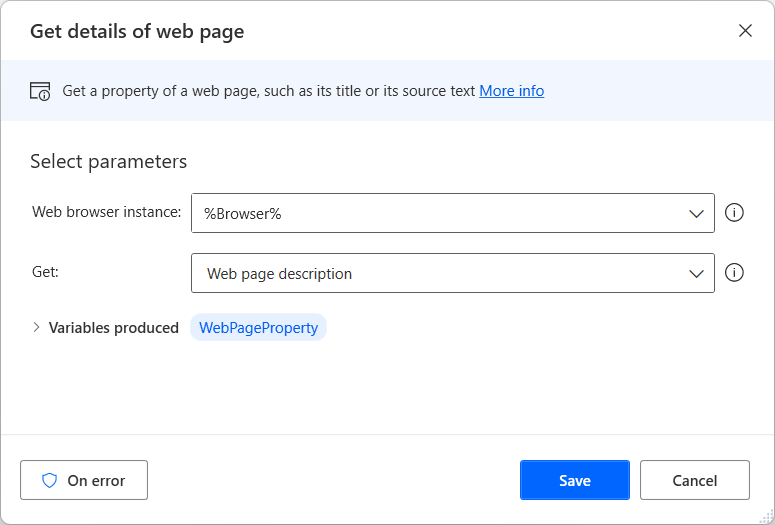 Get details of web page
Get a property of a web page, such as its title or its source text More info
Select parameters
Web browser instance: %Browser%
Get: Web page description
Variables produced WebPageProperty
On error Save Cancel